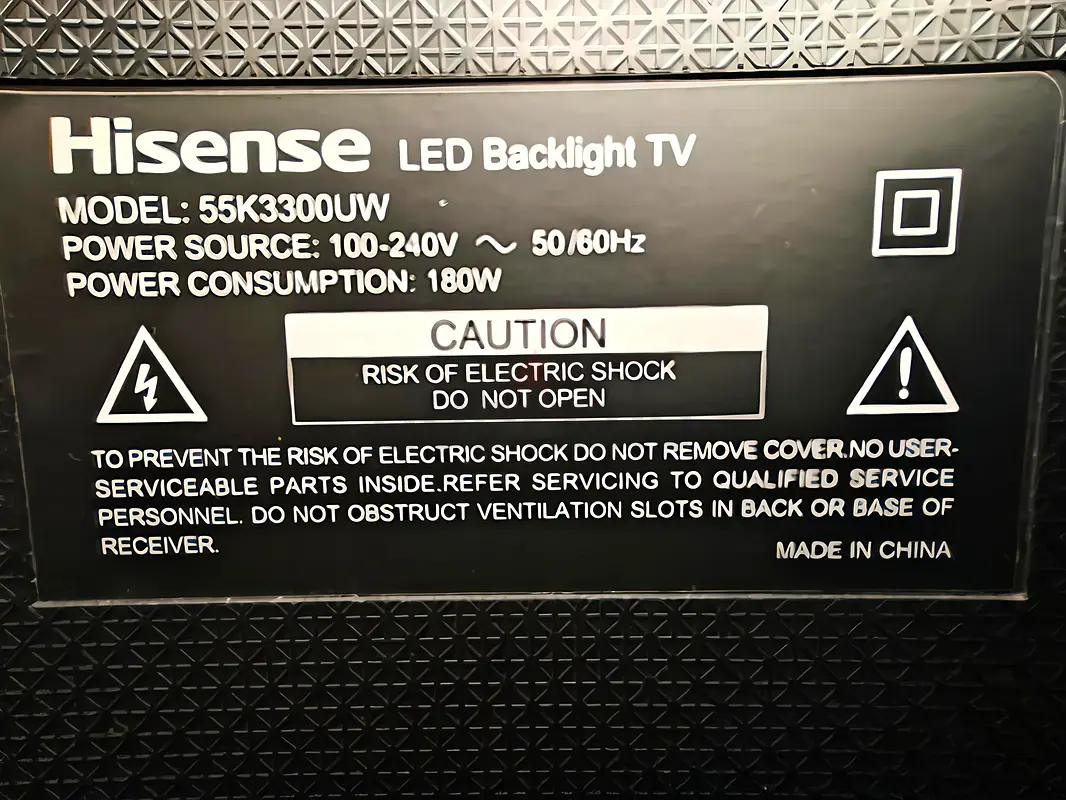 Hisense LED Backlight TV
MODEL: 55K3300UW
POWER SOURCE: 100-240V ~ 50/60Hz
POWER CONSUMPTION: 180W
CAUTION
RISK OF ELECTRIC SHOCK
DO NOT OPEN
TO PREVENT THE RISK OF ELECTRIC SHOCK DO NOT REMOVE COVER.NO USER-
SERVICEABLE PARTS INSIDE.REFER SERVICING TO QUALIFIED SERVICE
PERSONNEL. DO NOT OBSTRUCT VENTILATION SLOTS IN BACK OR BASE OF
RECEIVER.
MADE IN CHINA